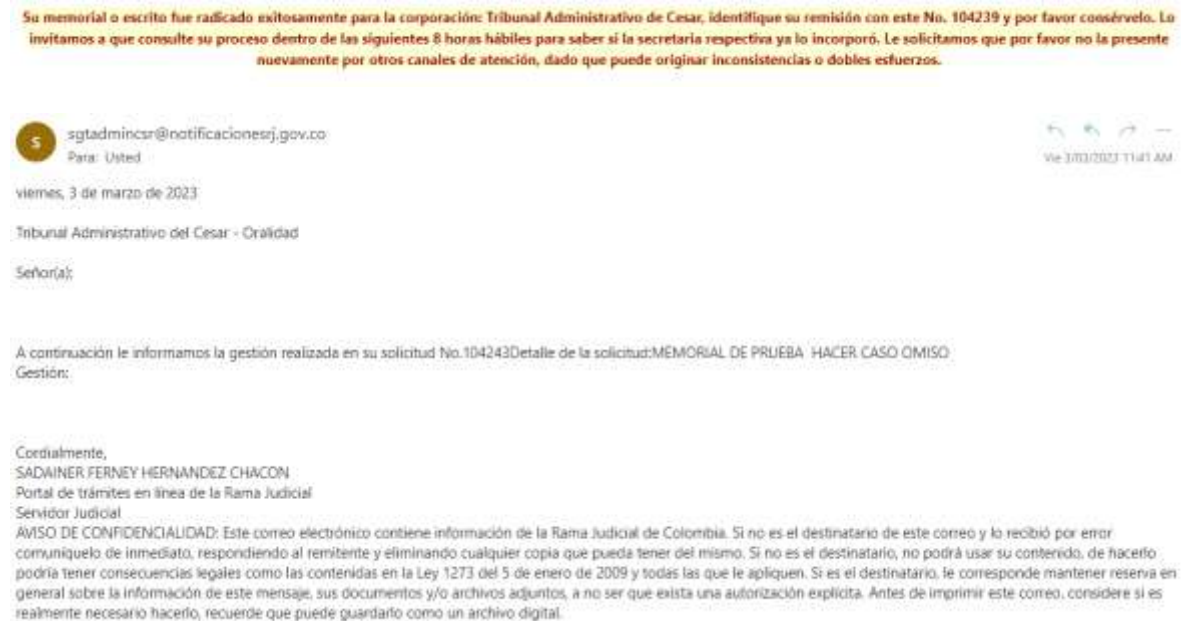 Su memorial o escrito fue radicado exitosamente para la corporación: Tribunal Administrativo de Cesar, identifique su remisión con este No. 104239 y por favor consérvelo. Lo
invitamos a que consulte su proceso dentro de las siguientes 8 horas hábiles para saber si la secretaria respectiva ya lo incorporó. Le solicitamos que por favor no la presente
nuevamente por otros canales de atención, dado que puede originar inconsistencias o dobles esfuerzos.
S
sgtadmincsr@notificacionesrj.gov.co
Para: Usted
Vie 3/03/2023 11:41 AM
viernes, 3 de marzo de 2023
Tribunal Administrativo del Cesar - Oralidad
Señor(a):
A continuación le informamos la gestión realizada en su solicitud No.104243Detalle de la solicitud:MEMORIAL DE PRUEBA HACER CASO OMISO
Gestión:
Cordialmente,
SADAINER FERNEY HERNANDEZ CHACON
Portal de trámites en línea de la Rama Judicial
Servidor Judicial
AVISO DE CONFIDENCIALIDAD: Este correo electrónico contiene información de la Rama Judicial de Colombia. Si no es el destinatario de este correo y lo recibió por error
comuníquelo de inmediato, respondiendo al remitente y eliminando cualquier copia que pueda tener del mismo. Si no es el destinatario, no podrá usar su contenido, de hacerlo
podría tener consecuencias legales como las contenidas en la Ley 1273 del 5 de enero de 2009 y todas las que le apliquen. Si es el destinatario, le corresponde mantener reserva en
general sobre la información de este mensaje, sus documentos y/o archivos adjuntos, a no ser que exista una autorización explícita. Antes de imprimir este correo, considere si es
realmente necesario hacerlo, recuerde que puede guardarlo como un archivo digital.